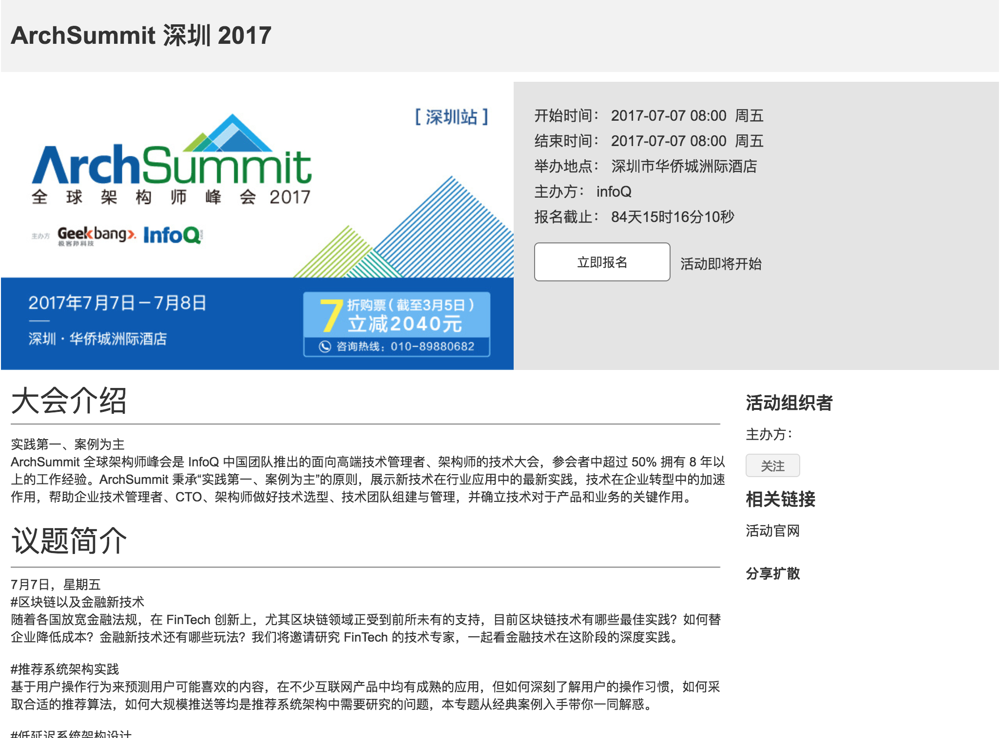 ArchSummit 深圳 2017
[ 深圳站 ]
ArchSummit
全球架构师峰会 2017
主办方 Geekbang>. InfoQ
极客邦科技
2017年7月7日－7月8日
深圳 · 华侨城洲际酒店
7折购票（截至3月5日）
立减2040元
咨询热线：010-89880682
开始时间： 2017-07-07 08:00 周五
结束时间： 2017-07-07 08:00 周五
举办地点： 深圳市华侨城洲际酒店
主办方： infoQ
报名截止： 84天15时16分10秒
立即报名 活动即将开始
大会介绍
实践第一、案例为主
ArchSummit 全球架构师峰会是 InfoQ 中国团队推出的面向高端技术管理者、架构师的技术大会，参会者中超过 50% 拥有 8 年以
上的工作经验。ArchSummit 秉承“实践第一、案例为主”的原则，展示新技术在行业应用中的最新实践，技术在企业转型中的加速
作用，帮助企业技术管理者、CTO、架构师做好技术选型、技术团队组建与管理，并确立技术对于产品和业务的关键作用。
议题简介
7月7日，星期五
#区块链以及金融新技术
随着各国放宽金融法规，在 FinTech 创新上，尤其区块链领域正受到前所未有的支持，目前区块链技术有哪些最佳实践？如何替
企业降低成本？金融新技术还有哪些玩法？我们将邀请研究 FinTech 的技术专家，一起看金融技术在这阶段的深度实践。
#推荐系统架构实践
基于用户操作行为来预测用户可能喜欢的内容，在不少互联网产品中均有成熟的应用，但如何深刻了解用户的操作习惯，如何采
取合适的推荐算法，如何大规模推送等均是推荐系统架构中需要研究的问题，本专题从经典案例入手带你一同解惑。
#低延迟系统架构设计
活动组织者
主办方：
关注
相关链接
活动官网
分享扩散